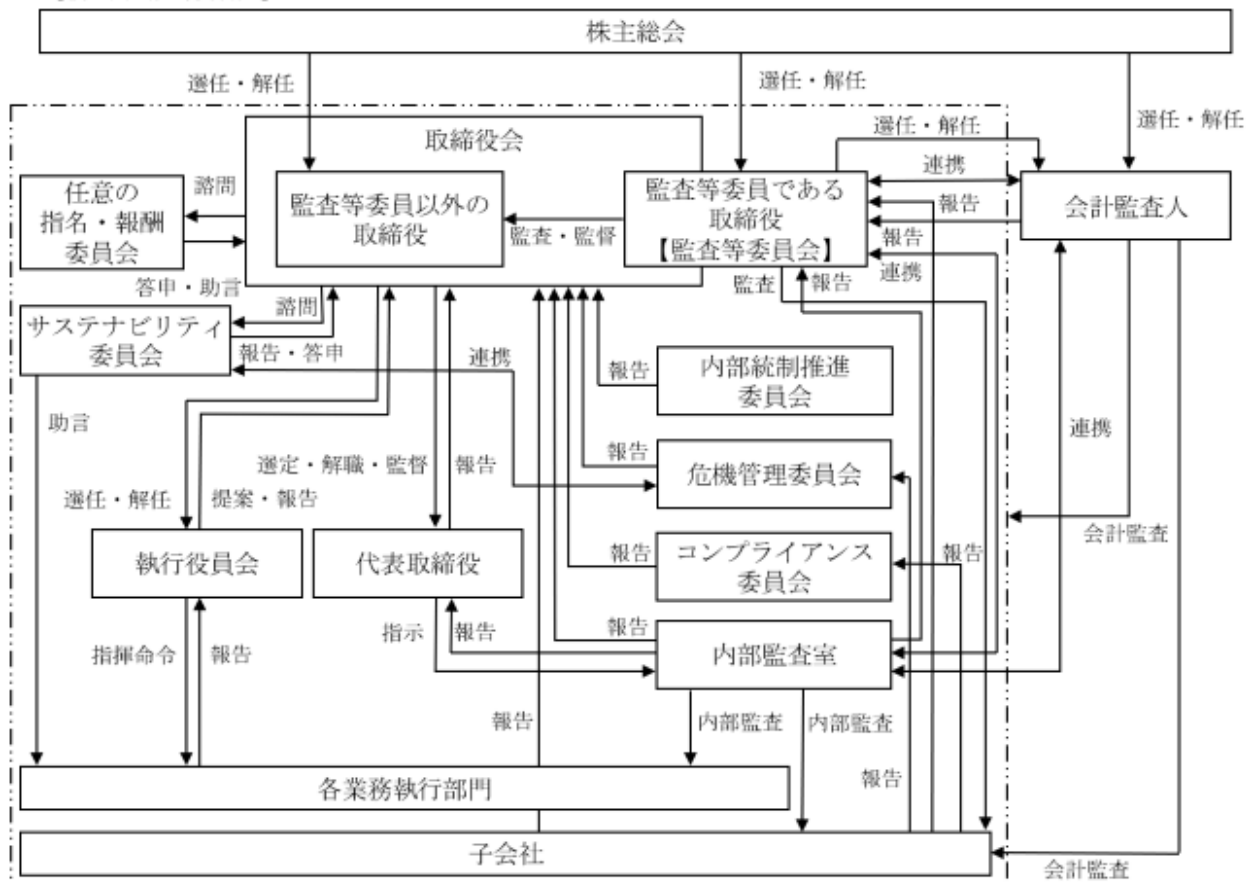 株主総会
選任・解任
選任・解任
選任・解任
選任・解任
取締役会
任意の
指名・報酬
委員会
諮問
答申・助言
監査等委員以外の
取締役
監査・監督
監査等委員である
取締役
【監査等委員会】
連携
報告
報告
連携
会計監査人
諮問
監査
報告
サステナビリティ
委員会
報告・答申
連携
報告
内部統制推進
委員会
助言
連携
選定・解職・監督
報告
報告
危機管理委員会
選任・解任
提案・報告
会計監査
執行役員会
代表取締役
報告
コンプライアンス
委員会
報告
指揮命令
報告
指示
報告
報告
内部監査室
報告
内部監査
内部監査
報告
各業務執行部門
子会社
会計監査